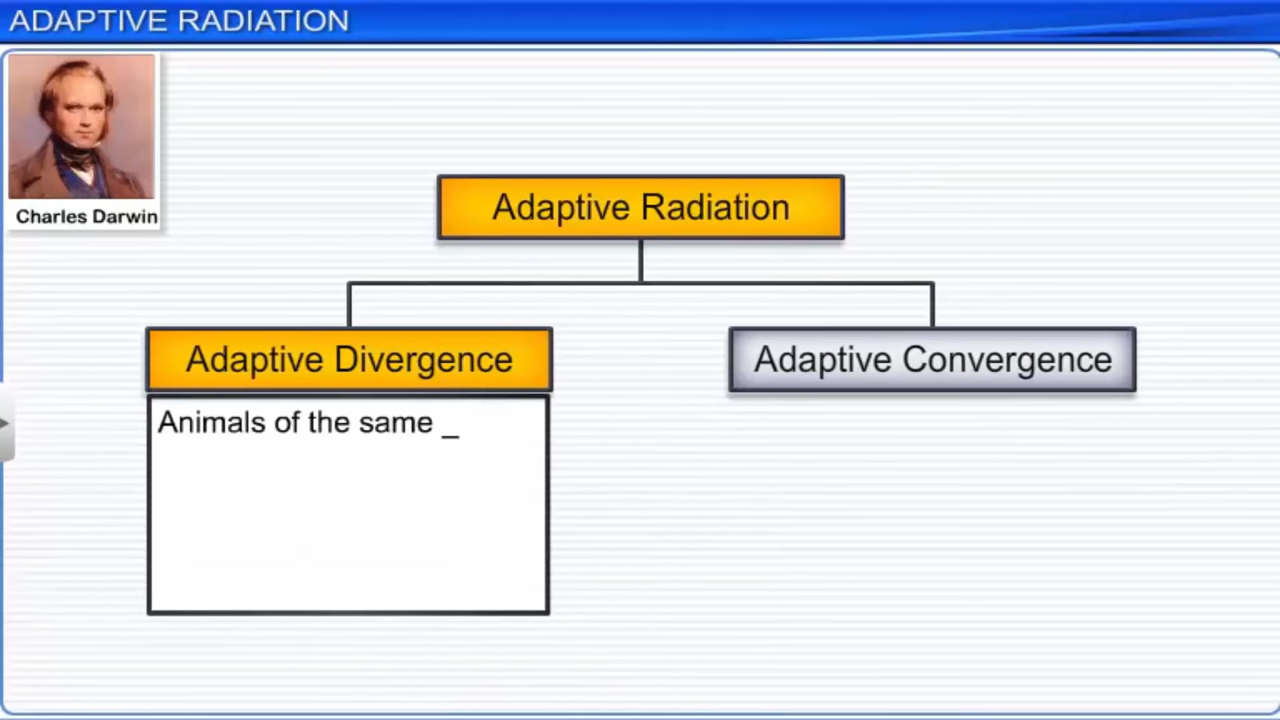 ADAPTIVE RADIATION
Charles Darwin
Adaptive Radiation
Adaptive Divergence
Adaptive Convergence
Animals of the same _